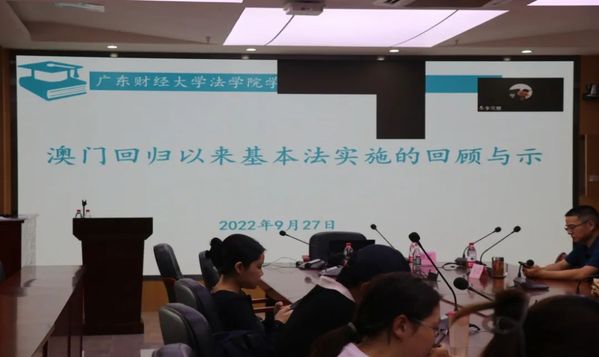 广东财经大学法学院学
澳门回归以来基本法实施的回顾与示
2022年9月27日